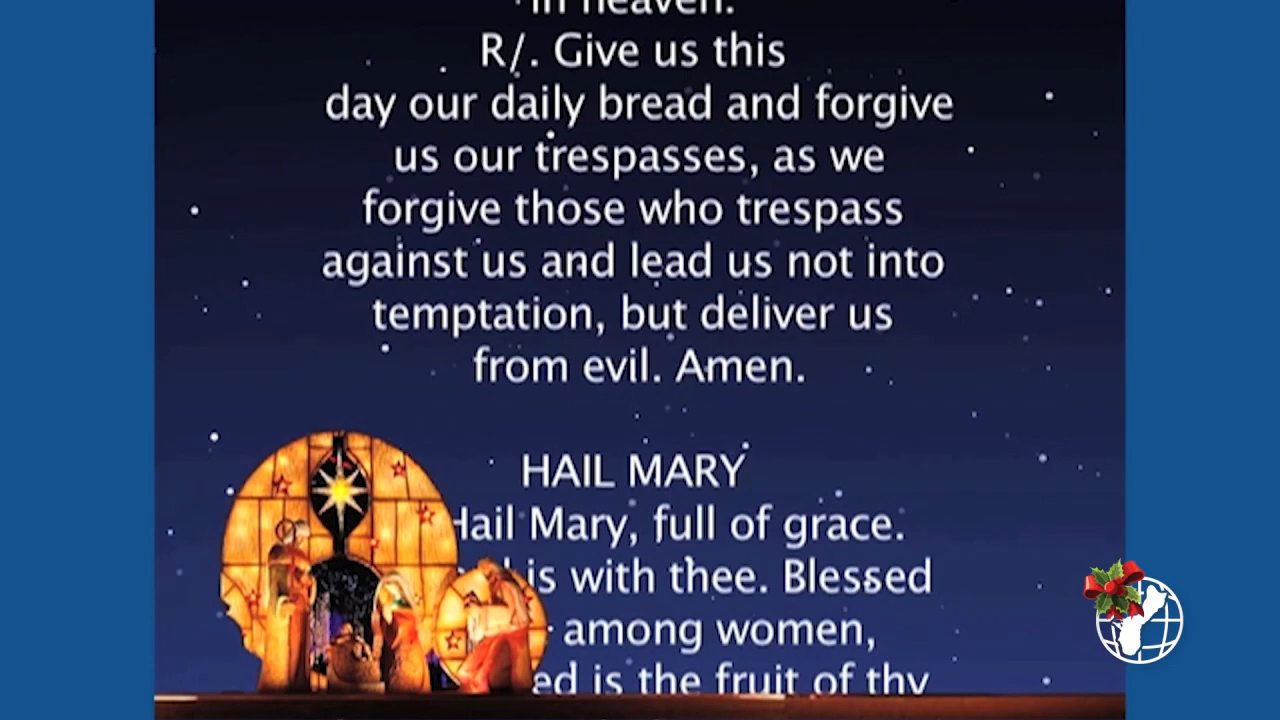 in heaven.
R/. Give us this
day our daily bread and forgive
us our trespasses, as we
forgive those who trespass
against us and lead us not into
temptation, but deliver us
from evil. Amen.
HAIL MARY
Hail Mary, full of grace.
is with thee. Blessed
among women,
is the fruit of thy